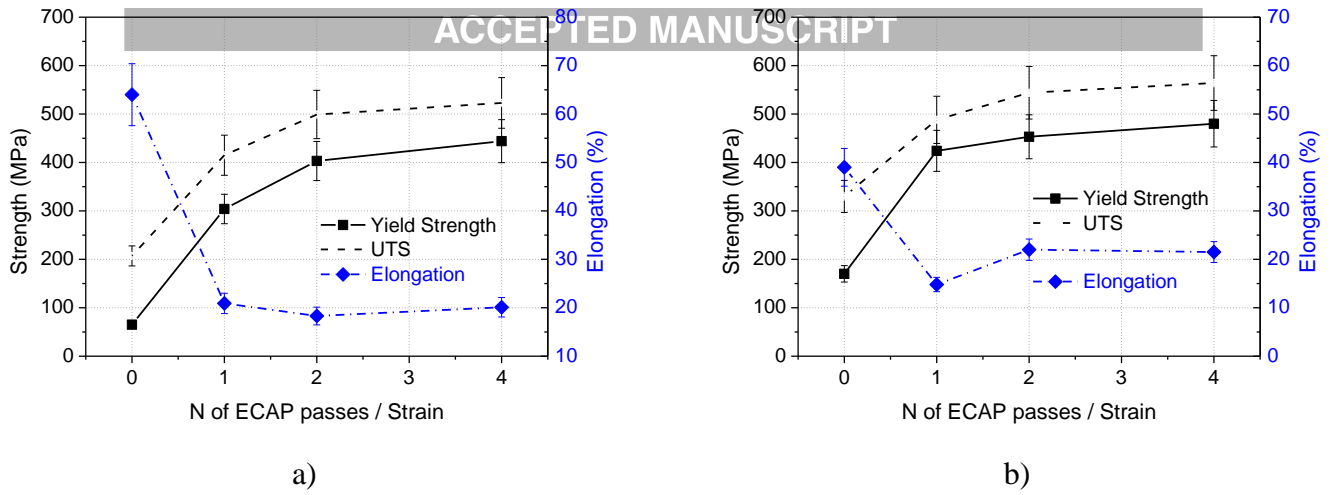 ACCEPTED MANUSCRIPT
700
600
500
400
300
200
100
0
Strength (MPa)
80
70
60
50
40
30
20
10
Elongation (%)
Yield Strength
UTS
Elongation
0 1 2 3 4
N of ECAP passes / Strain
a)
700
600
500
400
300
200
100
0
Strength (MPa)
70
60
50
40
30
20
10
0
Elongation (%)
Yield Strength
UTS
Elongation
0 1 2 3 4
N of ECAP passes / Strain
b)